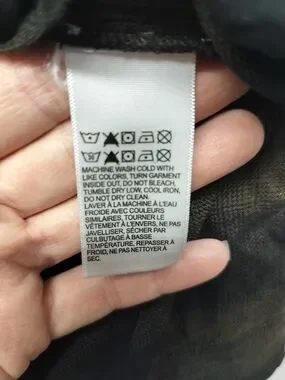 MACHINE WASH COLD WITH
LIKE COLORS, TURN GARMENT
INSIDE OUT, DO NOT BLEACH,
TUMBLE DRY LOW, COOL IRON,
DO NOT DRY CLEAN.
LAVER À LA MACHINE À L'EAU
FROIDE AVEC COULEURS
SIMILAIRES, TOURNER LE
VÊTEMENT À L'ENVERS, NE PAS
JAVELLISER, SÉCHER PAR
CULBUTAGE À BASSE
TEMPÉRATURE, REPASSER À
FROID, NE PAS NETTOYER À
SEC.